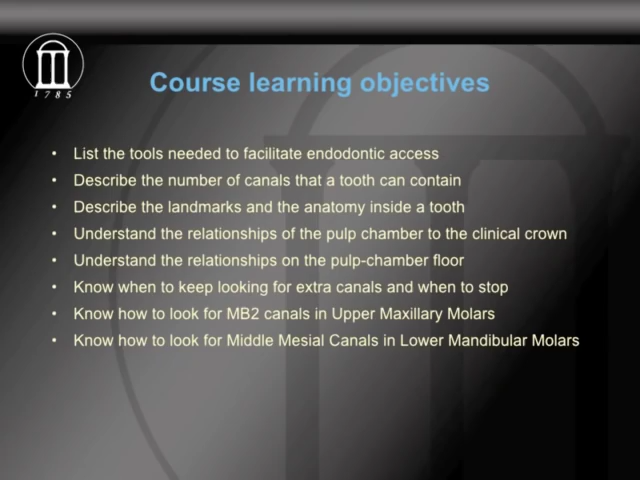 1785
Course learning objectives
• List the tools needed to facilitate endodontic access
• Describe the number of canals that a tooth can contain
• Describe the landmarks and the anatomy inside a tooth
• Understand the relationships of the pulp chamber to the clinical crown
• Understand the relationships on the pulp-chamber floor
• Know when to keep looking for extra canals and when to stop
• Know how to look for MB2 canals in Upper Maxillary Molars
• Know how to look for Middle Mesial Canals in Lower Mandibular Molars